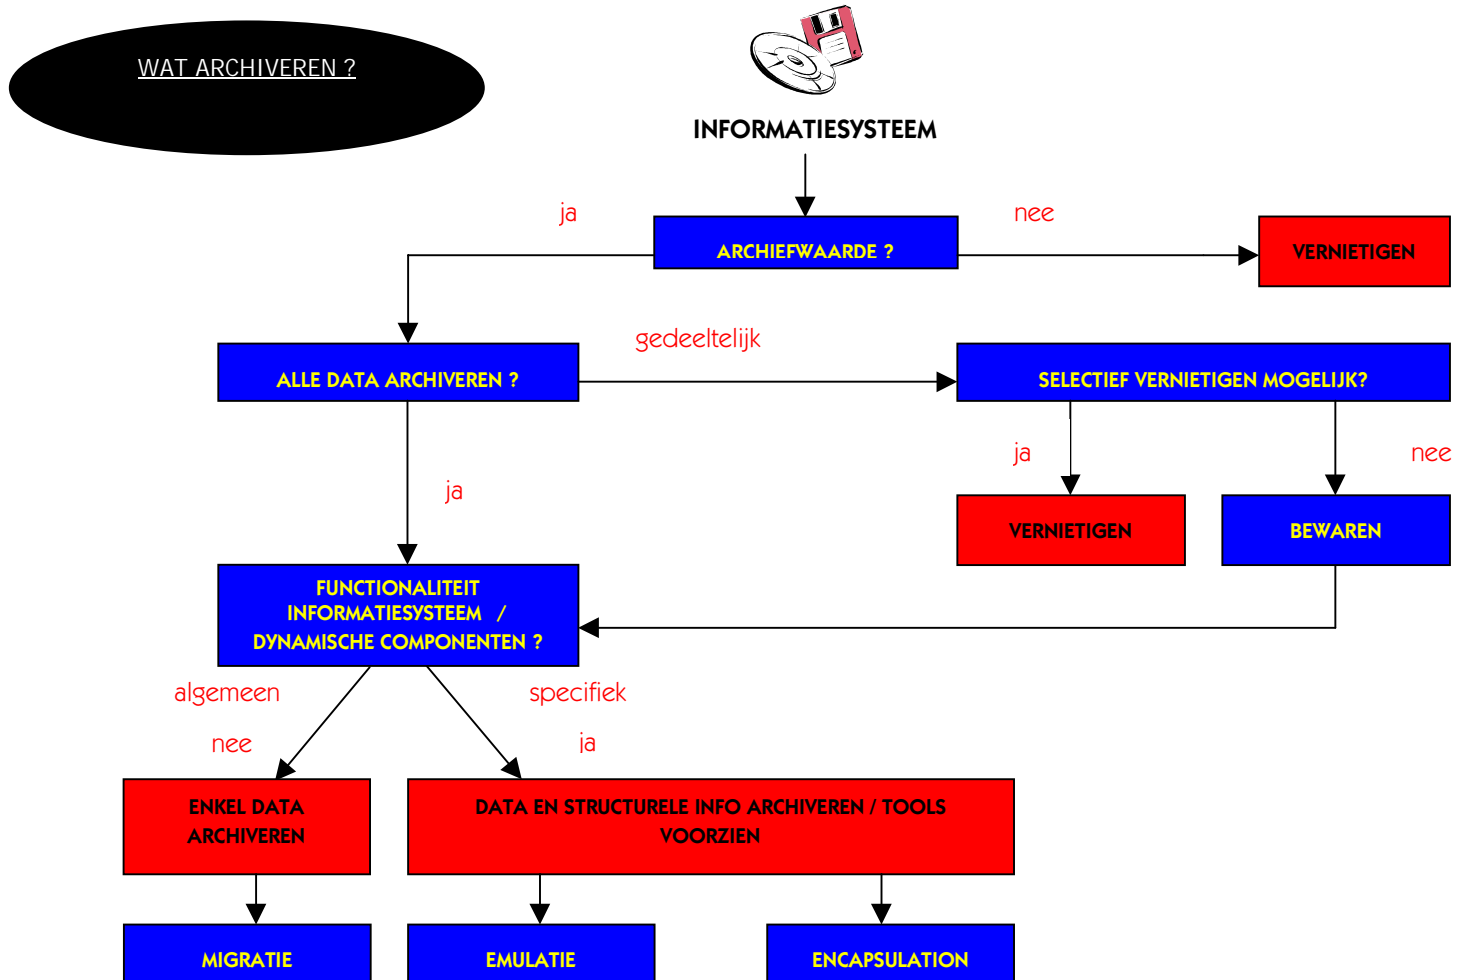 WAT ARCHIVEREN ?
INFORMATIESYSTEEM
ja
nee
ARCHIEFWAARDE ?
VERNIETIGEN
gedeeltelijk
ALLE DATA ARCHIVEREN ?
SELECTIEF VERNIETIGEN MOGELIJK?
ja
nee
ja
VERNIETIGEN
BEWAREN
FUNCTIONALITEIT
INFORMATIESYSTEEM /
DYNAMISCHE COMPONENTEN ?
algemeen
specifiek
nee
ja
ENKEL DATA
ARCHIVEREN
DATA EN STRUCTURELE INFO ARCHIVEREN / TOOLS
VOORZIEN
MIGRATIE
EMULATIE
ENCAPSULATION